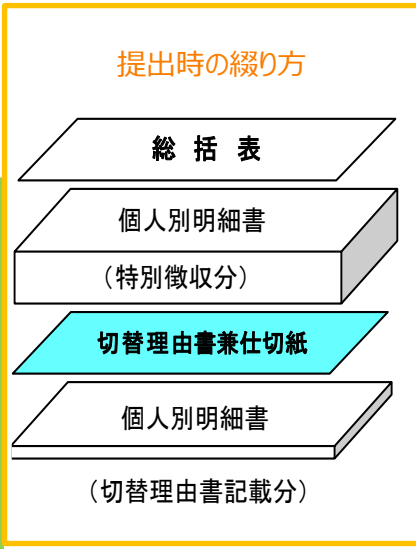 提出時の綴り方
総括表
個人別明細書
（特別徴収分）
切替理由書兼仕切紙
個人別明細書
（切替理由書記載分）